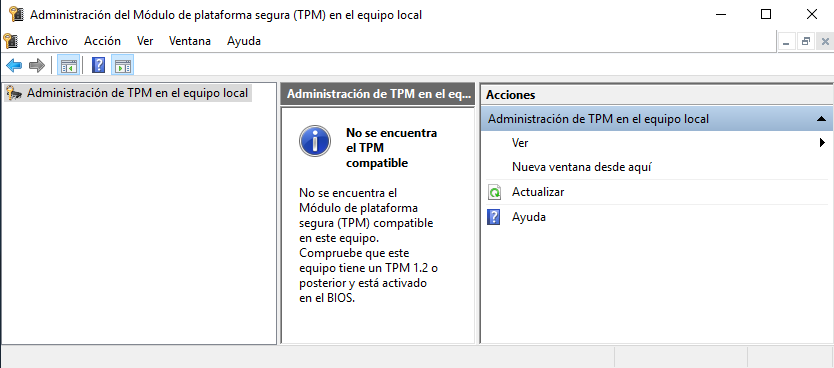 Administración del Módulo de plataforma segura (TPM) en el equipo local
Archivo Acción Ver Ventana Ayuda
Administración de TPM en el equipo local
Administración de TPM en el eq...
No se encuentra
el TPM
compatible
No se encuentra el
Módulo de plataforma
segura (TPM) compatible
en este equipo.
Compruebe que este
equipo tiene un TPM 1.2 o
posterior y está activado
en el BIOS.
Acciones
Administración de TPM en el equipo local
Ver
Nueva ventana desde aquí
Actualizar
Ayuda